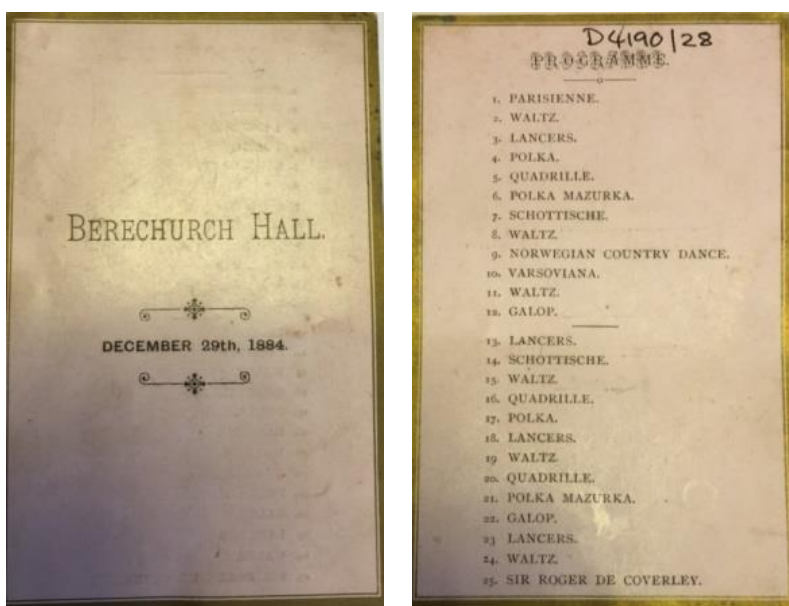 BERECHURCH HALL.
DECEMBER 29th, 1884.
D4190/28
PROGRAMME.
1. PARISIENNE.
2. WALTZ.
3. LANCERS.
4. POLKA.
5. QUADRILLE.
6. POLKA MAZURKA.
7. SCHOTTISCHE.
8. WALTZ.
9. NORWEGIAN COUNTRY DANCE.
10. VARSOVIANA.
11. WALTZ.
12. GALOP.
13. LANCERS.
14. SCHOTTISCHE.
15. WALTZ.
16. QUADRILLE.
17. POLKA.
18. LANCERS.
19 WALTZ
20. QUADRILLE.
21. POLKA MAZURKA.
22. GALOP.
23 LANCERS.
24. WALTZ.
25. SIR ROGER DE COVERLEY.